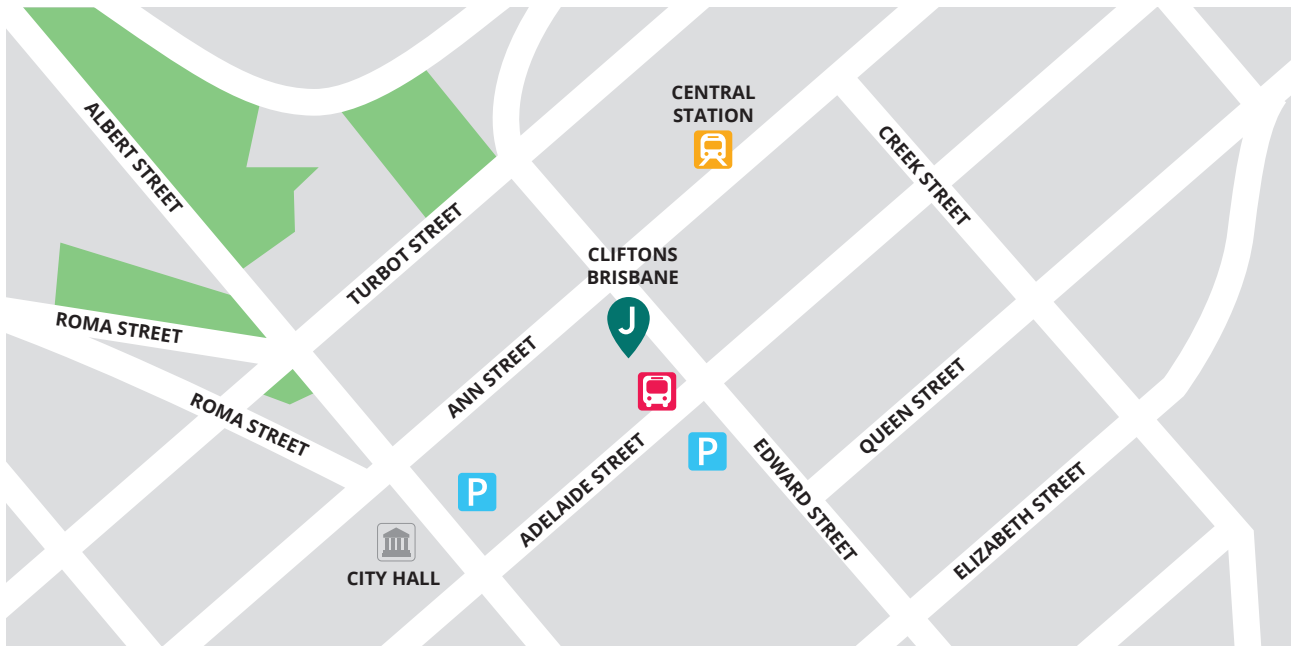 CENTRAL
STATION
ALBERT STREET
CREEK STREET
TURBOT STREET
CLIFTONS
BRISBANE
J
ROMA STREET
ANN STREET
ROMA STREET
QUEEN STREET
P
EDWARD STREET
ADELAIDE STREET
P
ELIZABETH STREET
CITY HALL